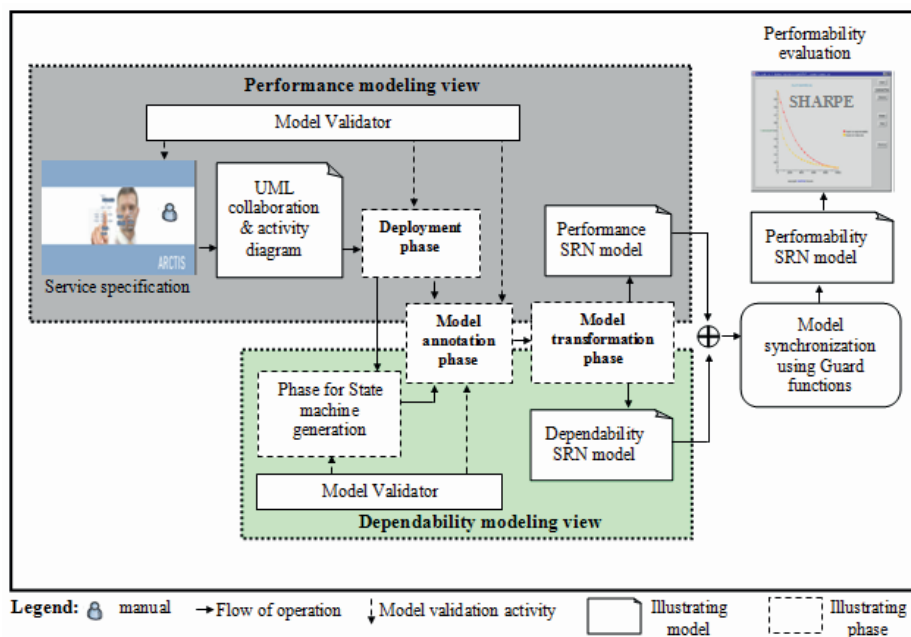 Performability
evaluation
SHARPE
Performance modeling view
Model Validator
UML
collaboration
& activity
diagram
Deployment
phase
Performance
SRN model
Performability
SRN model
ARCTIS
Service specification
Model
annotation
phase
Model
transformation
phase
Model
synchronization
using Guard
functions
Phase for State
machine
generation
Dependability
SRN model
Model Validator
Dependability modeling view
Legend: manual Flow of operation Model validation activity Illustrating model Illustrating phase